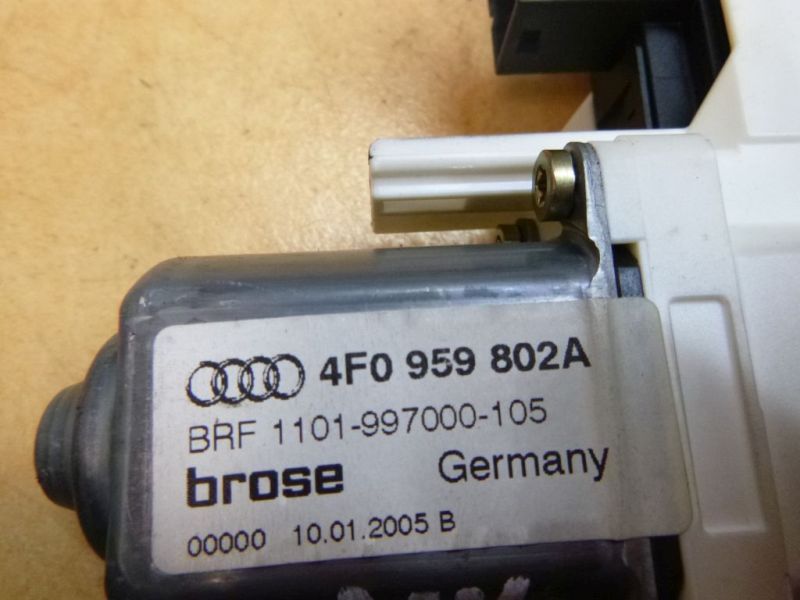 4F0 959 802A
BRF 1101-997000-105
brose Germany
00000 10.01.2005 B